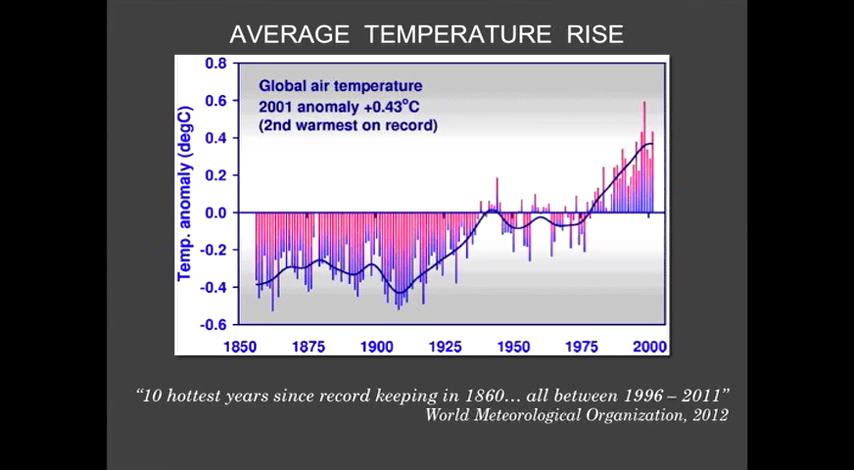 AVERAGE TEMPERATURE RISE
0.8
Global air temperature
2001 anomaly +0.43°C
(2nd warmest on record)
0.6
0.4
0.2
0.0
-0.2
-0.4
-0.6
Temp. anomaly (degC)
1850 1875 1900 1925 1950 1975 2000
“10 hottest years since record keeping in 1860… all between 1996 – 2011”
World Meteorological Organization, 2012